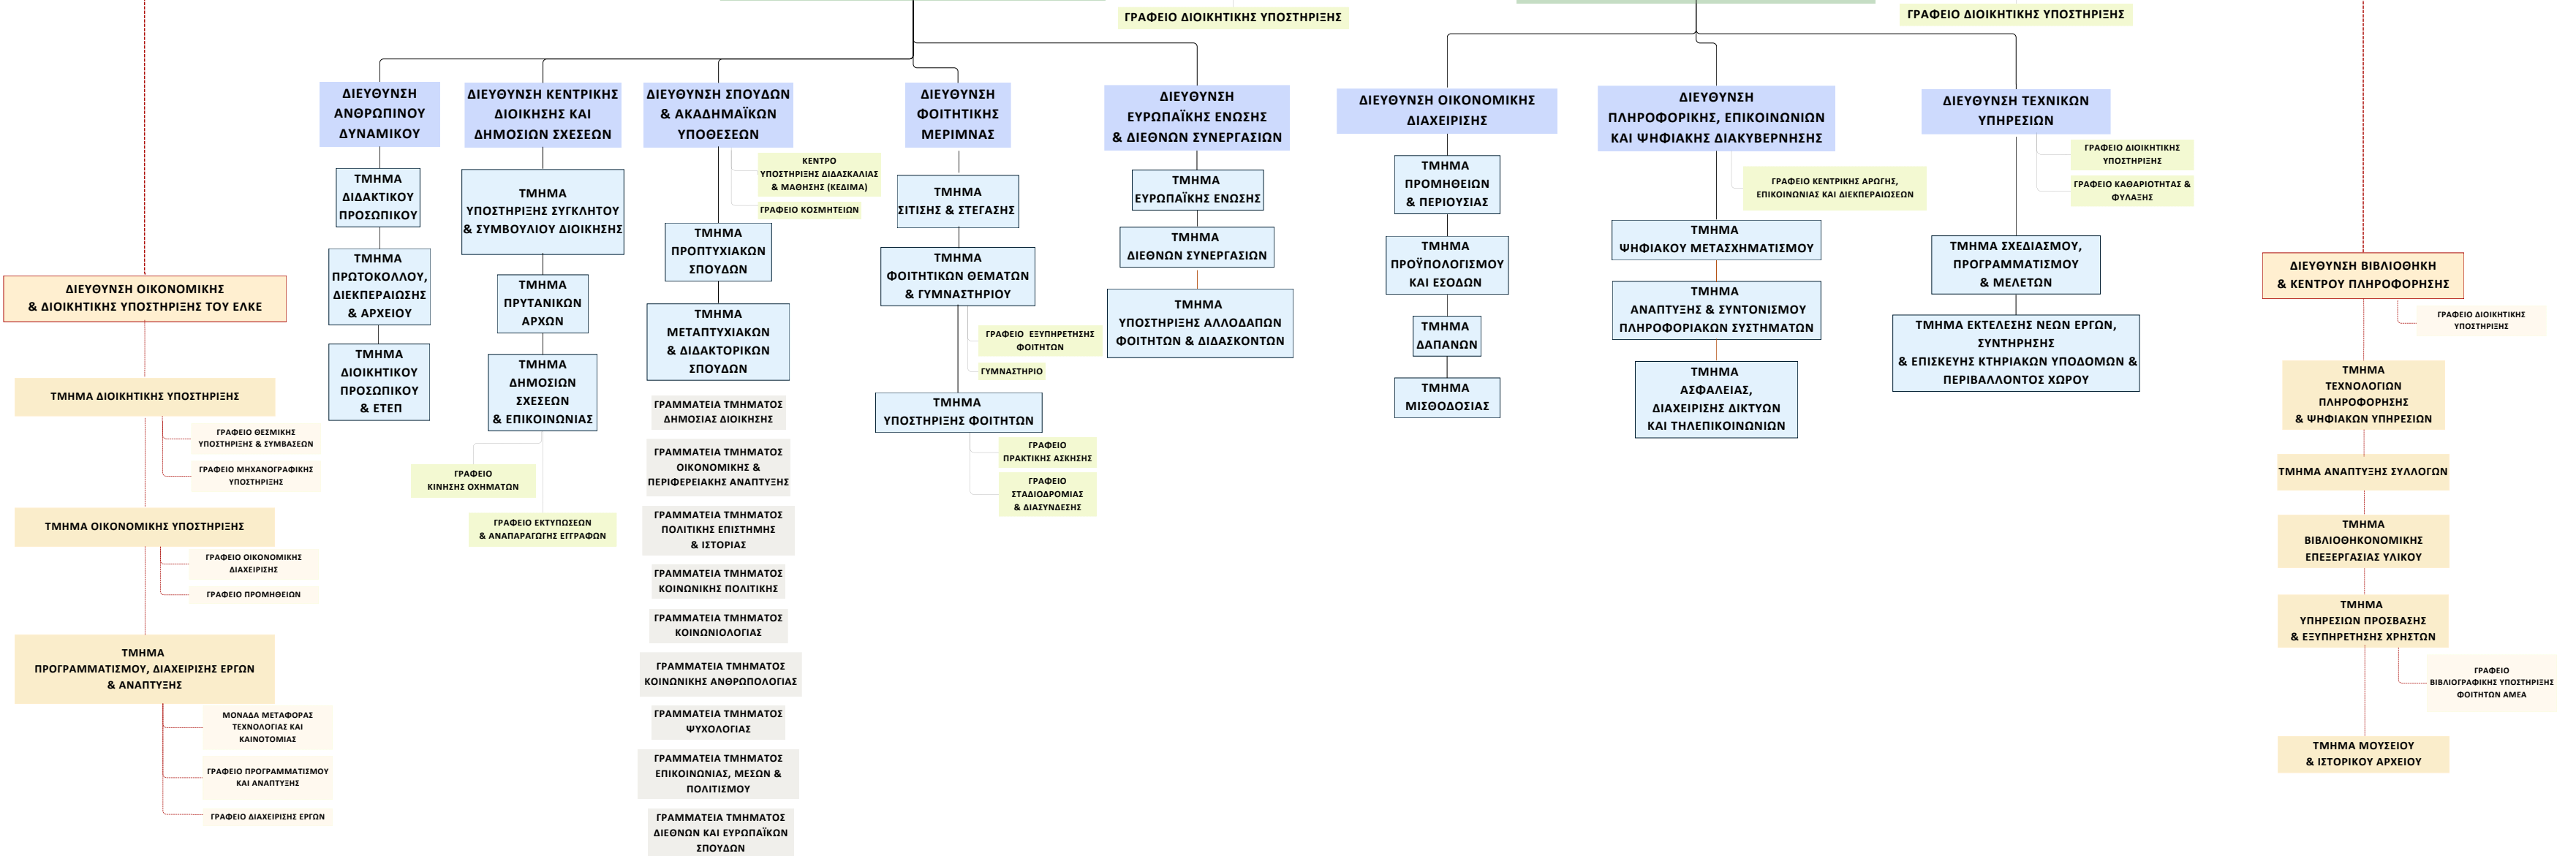 ΓΡΑΦΕΙΟ ΔΙΟΙΚΗΤΙΚΗΣ ΥΠΟΣΤΗΡΙΞΗΣ
ΓΡΑΦΕΙΟ ΔΙΟΙΚΗΤΙΚΗΣ ΥΠΟΣΤΗΡΙΞΗΣ
ΔΙΕΥΘΥΝΣΗ ΟΙΚΟΝΟΜΙΚΗΣ
& ΔΙΟΙΚΗΤΙΚΗΣ ΥΠΟΣΤΗΡΙΞΗΣ ΤΟΥ ΕΛΚΕ
ΤΜΗΜΑ ΔΙΟΙΚΗΤΙΚΗΣ ΥΠΟΣΤΗΡΙΞΗΣ
ΓΡΑΦΕΙΟ ΘΕΣΜΙΚΗΣ
ΥΠΟΣΤΗΡΙΞΗΣ & ΣΥΜΒΑΣΕΩΝ
ΓΡΑΦΕΙΟ ΜΗΧΑΝΟΓΡΑΦΙΚΗΣ
ΥΠΟΣΤΗΡΙΞΗΣ
ΤΜΗΜΑ ΟΙΚΟΝΟΜΙΚΗΣ ΥΠΟΣΤΗΡΙΞΗΣ
ΓΡΑΦΕΙΟ ΟΙΚΟΝΟΜΙΚΗΣ
ΔΙΑΧΕΙΡΙΣΗΣ
ΓΡΑΦΕΙΟ ΠΡΟΜΗΘΕΙΩΝ
ΤΜΗΜΑ
ΠΡΟΓΡΑΜΜΑΤΙΣΜΟΥ, ΔΙΑΧΕΙΡΙΣΗΣ ΕΡΓΩΝ
& ΑΝΑΠΤΥΞΗΣ
ΜΟΝΑΔΑ ΜΕΤΑΦΟΡΑΣ
ΤΕΧΝΟΛΟΓΙΑΣ ΚΑΙ
ΚΑΙΝΟΤΟΜΙΑΣ
ΓΡΑΦΕΙΟ ΠΡΟΓΡΑΜΜΑΤΙΣΜΟΥ
ΚΑΙ ΑΝΑΠΤΥΞΗΣ
ΓΡΑΦΕΙΟ ΔΙΑΧΕΙΡΙΣΗΣ ΕΡΓΩΝ
ΔΙΕΥΘΥΝΣΗ
ΑΝΘΡΩΠΙΝΟΥ
ΔΥΝΑΜΙΚΟΥ
ΤΜΗΜΑ
ΔΙΔΑΚΤΙΚΟΥ
ΠΡΟΣΩΠΙΚΟΥ
ΤΜΗΜΑ
ΠΡΩΤΟΚΟΛΛΟΥ,
ΔΙΕΚΠΕΡΑΙΩΣΗΣ
& ΑΡΧΕΙΟΥ
ΤΜΗΜΑ
ΔΙΟΙΚΗΤΙΚΟΥ
ΠΡΟΣΩΠΙΚΟΥ
& ΕΤΕΠ
ΔΙΕΥΘΥΝΣΗ ΚΕΝΤΡΙΚΗΣ
ΔΙΟΙΚΗΣΗΣ ΚΑΙ
ΔΗΜΟΣΙΩΝ ΣΧΕΣΕΩΝ
ΤΜΗΜΑ
ΥΠΟΣΤΗΡΙΞΗΣ ΣΥΓΚΛΗΤΟΥ
& ΣΥΜΒΟΥΛΙΟΥ ΔΙΟΙΚΗΣΗΣ
ΤΜΗΜΑ
ΠΡΥΤΑΝΙΚΩΝ
ΑΡΧΩΝ
ΤΜΗΜΑ
ΔΗΜΟΣΙΩΝ
ΣΧΕΣΕΩΝ
& ΕΠΙΚΟΙΝΩΝΙΑΣ
ΓΡΑΦΕΙΟ
ΚΙΝΗΣΗΣ ΟΧΗΜΑΤΩΝ
ΓΡΑΦΕΙΟ ΕΚΤΥΠΩΣΕΩΝ
& ΑΝΑΠΑΡΑΓΩΓΗΣ ΕΓΓΡΑΦΩΝ
ΔΙΕΥΘΥΝΣΗ ΣΠΟΥΔΩΝ
& ΑΚΑΔΗΜΑΪΚΩΝ
ΥΠΟΘΕΣΕΩΝ
ΚΕΝΤΡΟ
ΥΠΟΣΤΗΡΙΞΗΣ ΔΙΔΑΣΚΑΛΙΑΣ
& ΜΑΘΗΣΗΣ (ΚΕΔΙΜΑ)
ΓΡΑΦΕΙΟ ΚΟΣΜΗΤΕΙΩΝ
ΤΜΗΜΑ
ΠΡΟΠΤΥΧΙΑΚΩΝ
ΣΠΟΥΔΩΝ
ΤΜΗΜΑ
ΜΕΤΑΠΤΥΧΙΑΚΩΝ
& ΔΙΔΑΚΤΟΡΙΚΩΝ
ΣΠΟΥΔΩΝ
ΓΡΑΜΜΑΤΕΙΑ ΤΜΗΜΑΤΟΣ
ΔΗΜΟΣΙΑΣ ΔΙΟΙΚΗΣΗΣ
ΓΡΑΜΜΑΤΕΙΑ ΤΜΗΜΑΤΟΣ
ΟΙΚΟΝΟΜΙΚΗΣ &
ΠΕΡΙΦΕΡΕΙΑΚΗΣ ΑΝΑΠΤΥΞΗΣ
ΓΡΑΜΜΑΤΕΙΑ ΤΜΗΜΑΤΟΣ
ΠΟΛΙΤΙΚΗΣ ΕΠΙΣΤΗΜΗΣ
& ΙΣΤΟΡΙΑΣ
ΓΡΑΜΜΑΤΕΙΑ ΤΜΗΜΑΤΟΣ
ΚΟΙΝΩΝΙΚΗΣ ΠΟΛΙΤΙΚΗΣ
ΓΡΑΜΜΑΤΕΙΑ ΤΜΗΜΑΤΟΣ
ΚΟΙΝΩΝΙΟΛΟΓΙΑΣ
ΓΡΑΜΜΑΤΕΙΑ ΤΜΗΜΑΤΟΣ
ΚΟΙΝΩΝΙΚΗΣ ΑΝΘΡΩΠΟΛΟΓΙΑΣ
ΓΡΑΜΜΑΤΕΙΑ ΤΜΗΜΑΤΟΣ
ΨΥΧΟΛΟΓΙΑΣ
ΓΡΑΜΜΑΤΕΙΑ ΤΜΗΜΑΤΟΣ
ΕΠΙΚΟΙΝΩΝΙΑΣ, ΜΕΣΩΝ &
ΠΟΛΙΤΙΣΜΟΥ
ΓΡΑΜΜΑΤΕΙΑ ΤΜΗΜΑΤΟΣ
ΔΙΕΘΝΩΝ ΚΑΙ ΕΥΡΩΠΑΪΚΩΝ
ΣΠΟΥΔΩΝ
ΔΙΕΥΘΥΝΣΗ
ΦΟΙΤΗΤΙΚΗΣ
ΜΕΡΙΜΝΑΣ
ΤΜΗΜΑ
ΣΙΤΙΣΗΣ & ΣΤΕΓΑΣΗΣ
ΤΜΗΜΑ
ΦΟΙΤΗΤΙΚΩΝ ΘΕΜΑΤΩΝ
& ΓΥΜΝΑΣΤΗΡΙΟΥ
ΓΡΑΦΕΙΟ ΕΞΥΠΗΡΕΤΗΣΗΣ
ΦΟΙΤΗΤΩΝ
ΓΥΜΝΑΣΤΗΡΙΟ
ΤΜΗΜΑ
ΥΠΟΣΤΗΡΙΞΗΣ ΦΟΙΤΗΤΩΝ
ΓΡΑΦΕΙΟ
ΠΡΑΚΤΙΚΗΣ ΑΣΚΗΣΗΣ
ΓΡΑΦΕΙΟ
ΣΤΑΔΙΟΔΡΟΜΙΑΣ
& ΔΙΑΣΥΝΔΕΣΗΣ
ΔΙΕΥΘΥΝΣΗ
ΕΥΡΩΠΑΪΚΗΣ ΕΝΩΣΗΣ
& ΔΙΕΘΝΩΝ ΣΥΝΕΡΓΑΣΙΩΝ
ΤΜΗΜΑ
ΕΥΡΩΠΑΪΚΗΣ ΕΝΩΣΗΣ
ΤΜΗΜΑ
ΔΙΕΘΝΩΝ ΣΥΝΕΡΓΑΣΙΩΝ
ΤΜΗΜΑ
ΥΠΟΣΤΗΡΙΞΗΣ ΑΛΛΟΔΑΠΩΝ
ΦΟΙΤΗΤΩΝ & ΔΙΔΑΣΚΟΝΤΩΝ
ΔΙΕΥΘΥΝΣΗ ΟΙΚΟΝΟΜΙΚΗΣ
ΔΙΑΧΕΙΡΙΣΗΣ
ΤΜΗΜΑ
ΠΡΟΜΗΘΕΙΩΝ
& ΠΕΡΙΟΥΣΙΑΣ
ΤΜΗΜΑ
ΠΡΟΫΠΟΛΟΓΙΣΜΟΥ
ΚΑΙ ΕΣΟΔΩΝ
ΤΜΗΜΑ
ΔΑΠΑΝΩΝ
ΤΜΗΜΑ
ΜΙΣΘΟΔΟΣΙΑΣ
ΔΙΕΥΘΥΝΣΗ
ΠΛΗΡΟΦΟΡΙΚΗΣ, ΕΠΙΚΟΙΝΩΝΙΩΝ
ΚΑΙ ΨΗΦΙΑΚΗΣ ΔΙΑΚΥΒΕΡΝΗΣΗΣ
ΓΡΑΦΕΙΟ ΚΕΝΤΡΙΚΗΣ ΑΡΩΓΗΣ,
ΕΠΙΚΟΙΝΩΝΙΑΣ ΚΑΙ ΔΙΕΚΠΕΡΑΙΩΣΕΩΝ
ΤΜΗΜΑ
ΨΗΦΙΑΚΟΥ ΜΕΤΑΣΧΗΜΑΤΙΣΜΟΥ
ΤΜΗΜΑ
ΑΝΑΠΤΥΞΗΣ & ΣΥΝΤΟΝΙΣΜΟΥ
ΠΛΗΡΟΦΟΡΙΑΚΩΝ ΣΥΣΤΗΜΑΤΩΝ
ΤΜΗΜΑ
ΑΣΦΑΛΕΙΑΣ,
ΔΙΑΧΕΙΡΙΣΗΣ ΔΙΚΤΥΩΝ
ΚΑΙ ΤΗΛΕΠΙΚΟΙΝΩΝΙΩΝ
ΔΙΕΥΘΥΝΣΗ ΤΕΧΝΙΚΩΝ
ΥΠΗΡΕΣΙΩΝ
ΓΡΑΦΕΙΟ ΔΙΟΙΚΗΤΙΚΗΣ
ΥΠΟΣΤΗΡΙΞΗΣ
ΓΡΑΦΕΙΟ ΚΑΘΑΡΙΟΤΗΤΑΣ &
ΦΥΛΑΞΗΣ
ΤΜΗΜΑ ΣΧΕΔΙΑΣΜΟΥ,
ΠΡΟΓΡΑΜΜΑΤΙΣΜΟΥ
& ΜΕΛΕΤΩΝ
ΤΜΗΜΑ ΕΚΤΕΛΕΣΗΣ ΝΕΩΝ ΕΡΓΩΝ,
ΣΥΝΤΗΡΗΣΗΣ
& ΕΠΙΣΚΕΥΗΣ ΚΤΗΡΙΑΚΩΝ ΥΠΟΔΟΜΩΝ &
ΠΕΡΙΒΑΛΛΟΝΤΟΣ ΧΩΡΟΥ
ΔΙΕΥΘΥΝΣΗ ΒΙΒΛΙΟΘΗΚΗ
& ΚΕΝΤΡΟΥ ΠΛΗΡΟΦΟΡΗΣΗΣ
ΓΡΑΦΕΙΟ ΔΙΟΙΚΗΤΙΚΗΣ
ΥΠΟΣΤΗΡΙΞΗΣ
ΤΜΗΜΑ
ΤΕΧΝΟΛΟΓΙΩΝ
ΠΛΗΡΟΦΟΡΗΣΗΣ
& ΨΗΦΙΑΚΩΝ ΥΠΗΡΕΣΙΩΝ
ΤΜΗΜΑ ΑΝΑΠΤΥΞΗΣ ΣΥΛΛΟΓΩΝ
ΤΜΗΜΑ
ΒΙΒΛΙΟΘΗΚΟΝΟΜΙΚΗΣ
ΕΠΕΞΕΡΓΑΣΙΑΣ ΥΛΙΚΟΥ
ΤΜΗΜΑ
ΥΠΗΡΕΣΙΩΝ ΠΡΟΣΒΑΣΗΣ
& ΕΞΥΠΗΡΕΤΗΣΗΣ ΧΡΗΣΤΩΝ
ΓΡΑΦΕΙΟ
ΒΙΒΛΙΟΓΡΑΦΙΚΗΣ ΥΠΟΣΤΗΡΙΞΗΣ
ΦΟΙΤΗΤΩΝ ΑΜΕΑ
ΤΜΗΜΑ ΜΟΥΣΕΙΟΥ
& ΙΣΤΟΡΙΚΟΥ ΑΡΧΕΙΟΥ